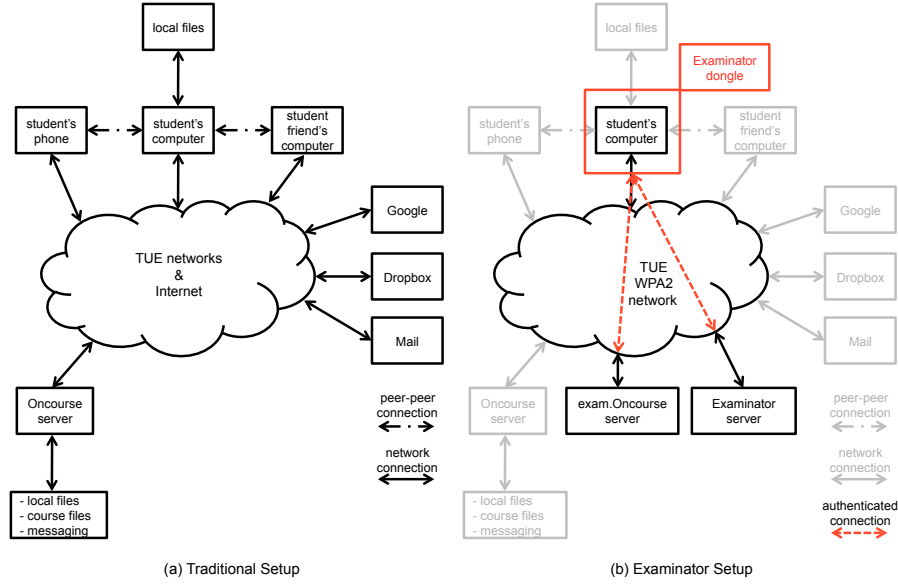 local files
student's
phone
student's
computer
student
friend's
computer
TUE networks
&
Internet
Google
Dropbox
Mail
Oncourse
server
- local files
- course files
- messaging
peer-peer
connection
network
connection
(a) Traditional Setup
local files
Examinator
dongle
student's
phone
student's
computer
student
friend's
computer
TUE
WPA2
network
Google
Dropbox
Mail
Oncourse
server
exam.Oncourse
server
Examinator
server
- local files
- course files
- messaging
peer-peer
connection
network
connection
authenticated
connection
(b) Examinator Setup